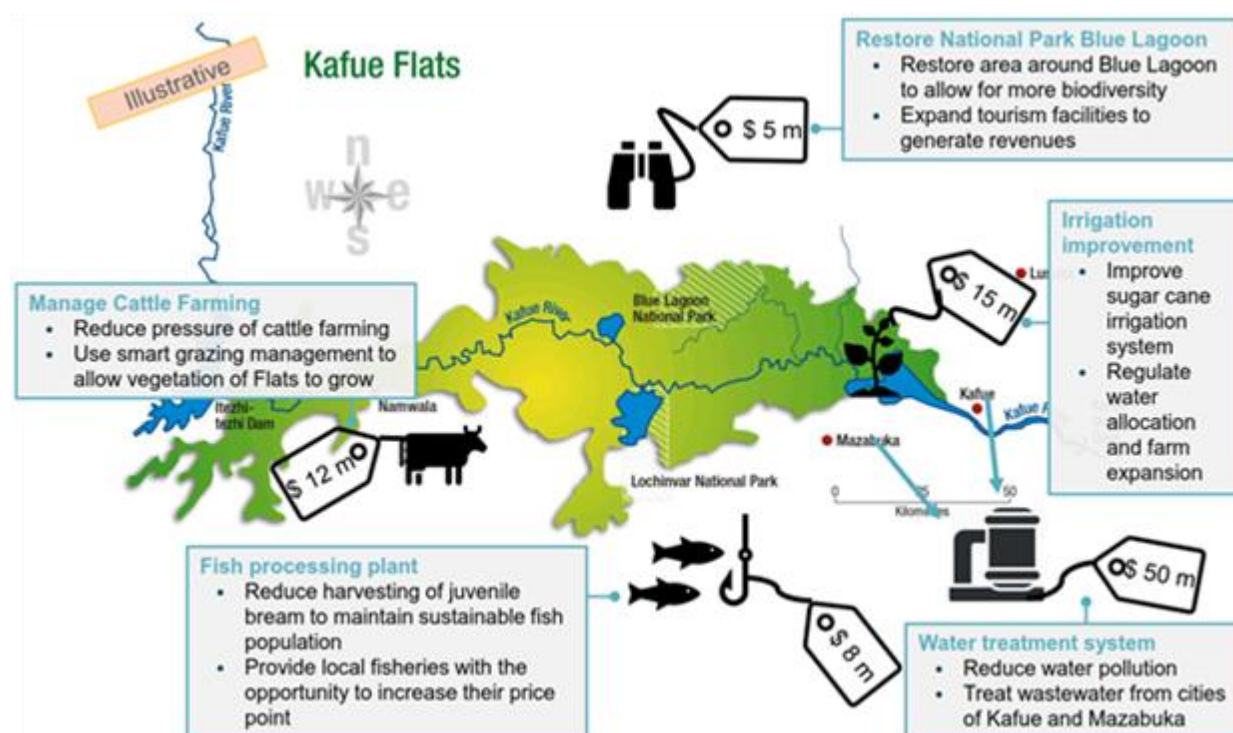 Illustrative
Kafue River
Kafue Flats
n
w e
s
$ 5 m
Restore National Park Blue Lagoon
• Restore area around Blue Lagoon
to allow for more biodiversity
• Expand tourism facilities to
generate revenues
Irrigation
improvement
• Improve
sugar cane
irrigation
system
• Regulate
water
allocation
and farm
expansion
$ 15 m
Manage Cattle Farming
• Reduce pressure of cattle farming
• Use smart grazing management to
allow vegetation of Flats to grow
Kafue River
Blue Lagoon
National Park
Itezhi-
tezhi Dam
Namwala
$ 12 m
Kafue
Kafue
Mazabuka
Lochinvar National Park
0 25 50
Kilometres
Fish processing plant
• Reduce harvesting of juvenile
bream to maintain sustainable fish
population
• Provide local fisheries with the
opportunity to increase their price
point
$ 8 m
$ 50 m
Water treatment system
• Reduce water pollution
• Treat wastewater from cities
of Kafue and Mazabuka